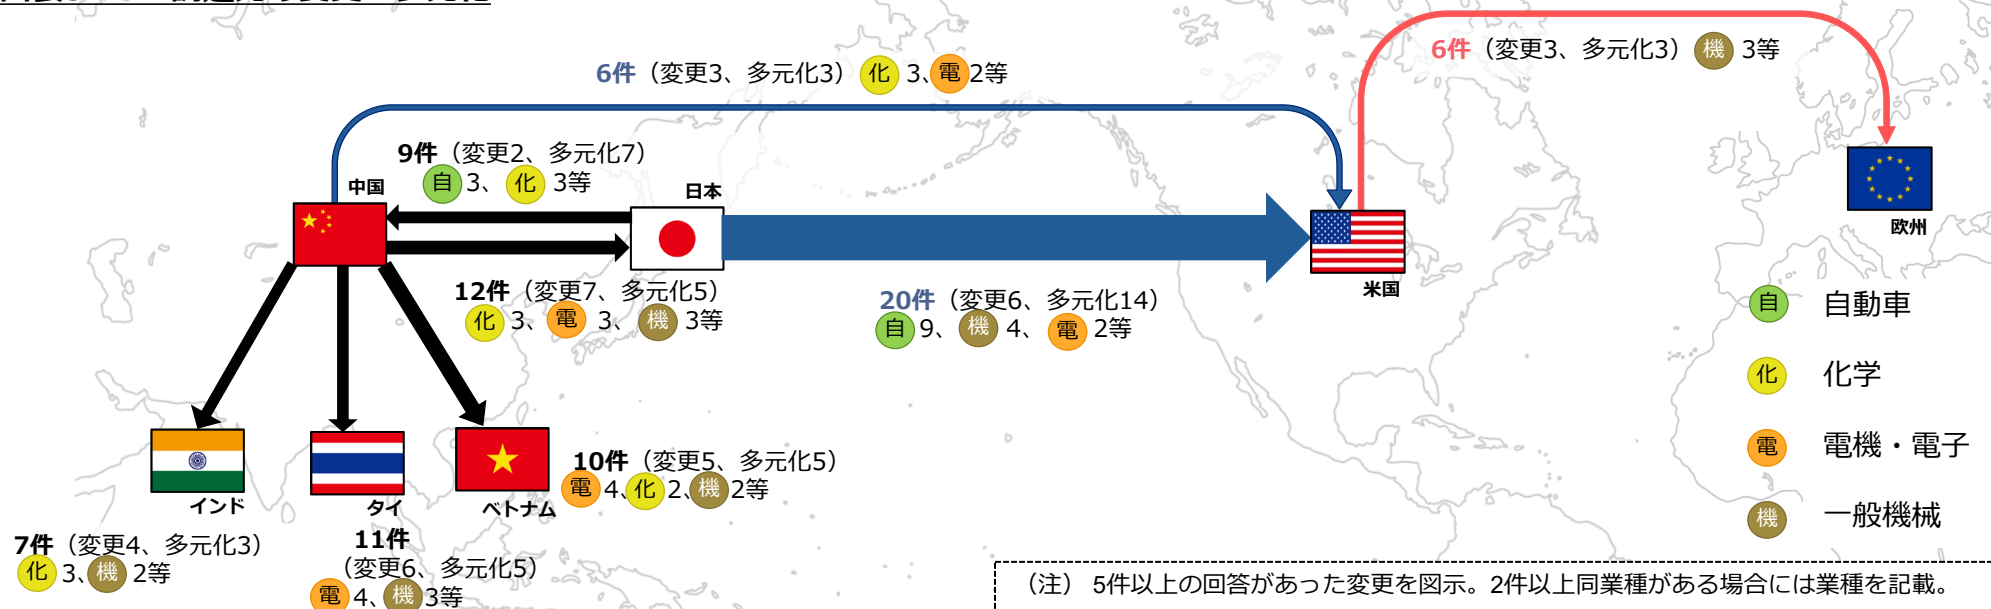 6件（変更3、多元化3）機 3等
6件（変更3、多元化3）化 3、電 2等
9件（変更2、多元化7）
自 3、化 3等
中国
日本
欧州
米国
12件（変更7、多元化5）
化 3、電 3、機 3等
20件（変更6、多元化14）
自 9、機 4、電 2等
自 自動車
化 化学
電 電機・電子
機 一般機械
インド
タイ
ベトナム
10件（変更5、多元化5）
電 4、化 2、機 2等
7件（変更4、多元化3）
化 3、機 2等
11件
（変更6、多元化5）
電 4、機 3等
（注） 5件以上の回答があった変更を図示。2件以上同業種がある場合には業種を記載。